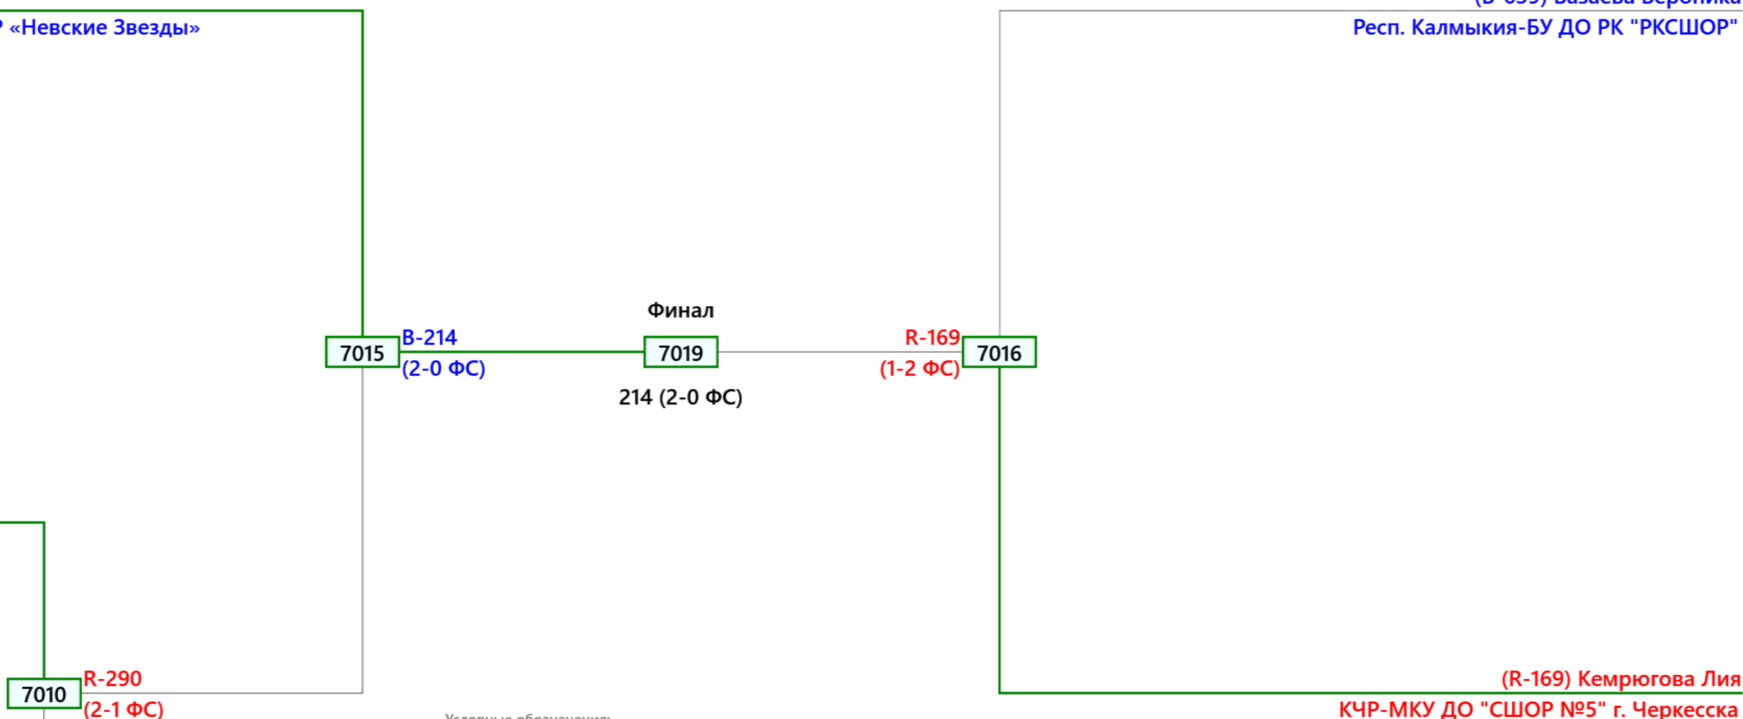 «Невские Звезды»
Респ. Калмыкия-БУ ДО РК "РКСШОР"
Финал
7015
B-214
(2-0 ФС)
7019
R-169
(1-2 ФС)
7016
214 (2-0 ФС)
7010
R-290
(2-1 ФС)
(R-169) Кемрюгова Лия
КЧР-МКУ ДО "СШОР №5" г. Черкесска